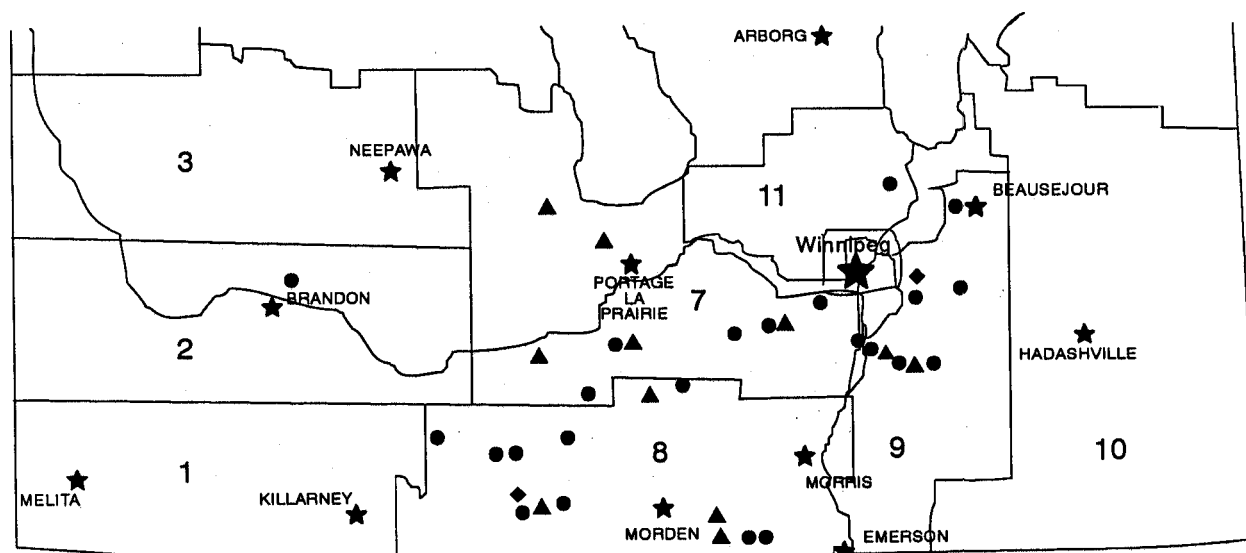 ARBORG
NEEPAWA
3
11
BEAUSEJOUR
Winnipeg
PORTAGE
LA
PRAIRIE
7
BRANDON
2
HADASHVILLE
1
8
9
10
MELITA
KILLARNEY
MORRIS
MORDEN
EMERSON